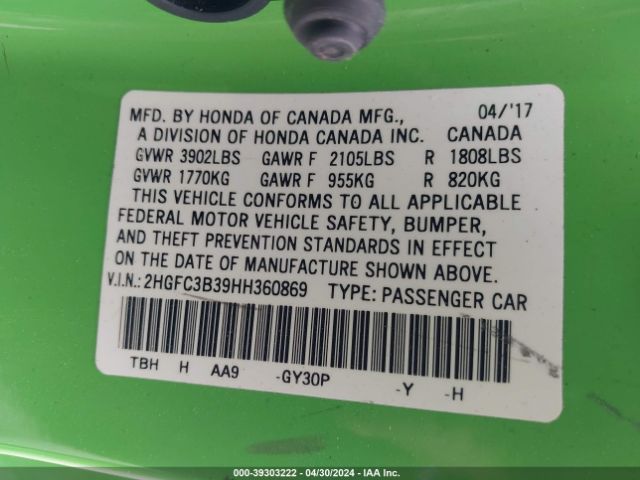 MFD. BY HONDA OF CANADA MFG., 04/'17
A DIVISION OF HONDA CANADA INC. CANADA
GVWR 3902LBS GAWR F 2105LBS R 1808LBS
GVWR 1770KG GAWR F 955KG R 820KG
THIS VEHICLE CONFORMS TO ALL APPLICABLE
FEDERAL MOTOR VEHICLE SAFETY, BUMPER,
AND THEFT PREVENTION STANDARDS IN EFFECT
ON THE DATE OF MANUFACTURE SHOWN ABOVE.
V.I.N.: 2HGFC3B39HH360869 TYPE: PASSENGER CAR
TBH H AA9 -GY30P -Y -H
000-39303222 - 04/30/2024 - IAA Inc.